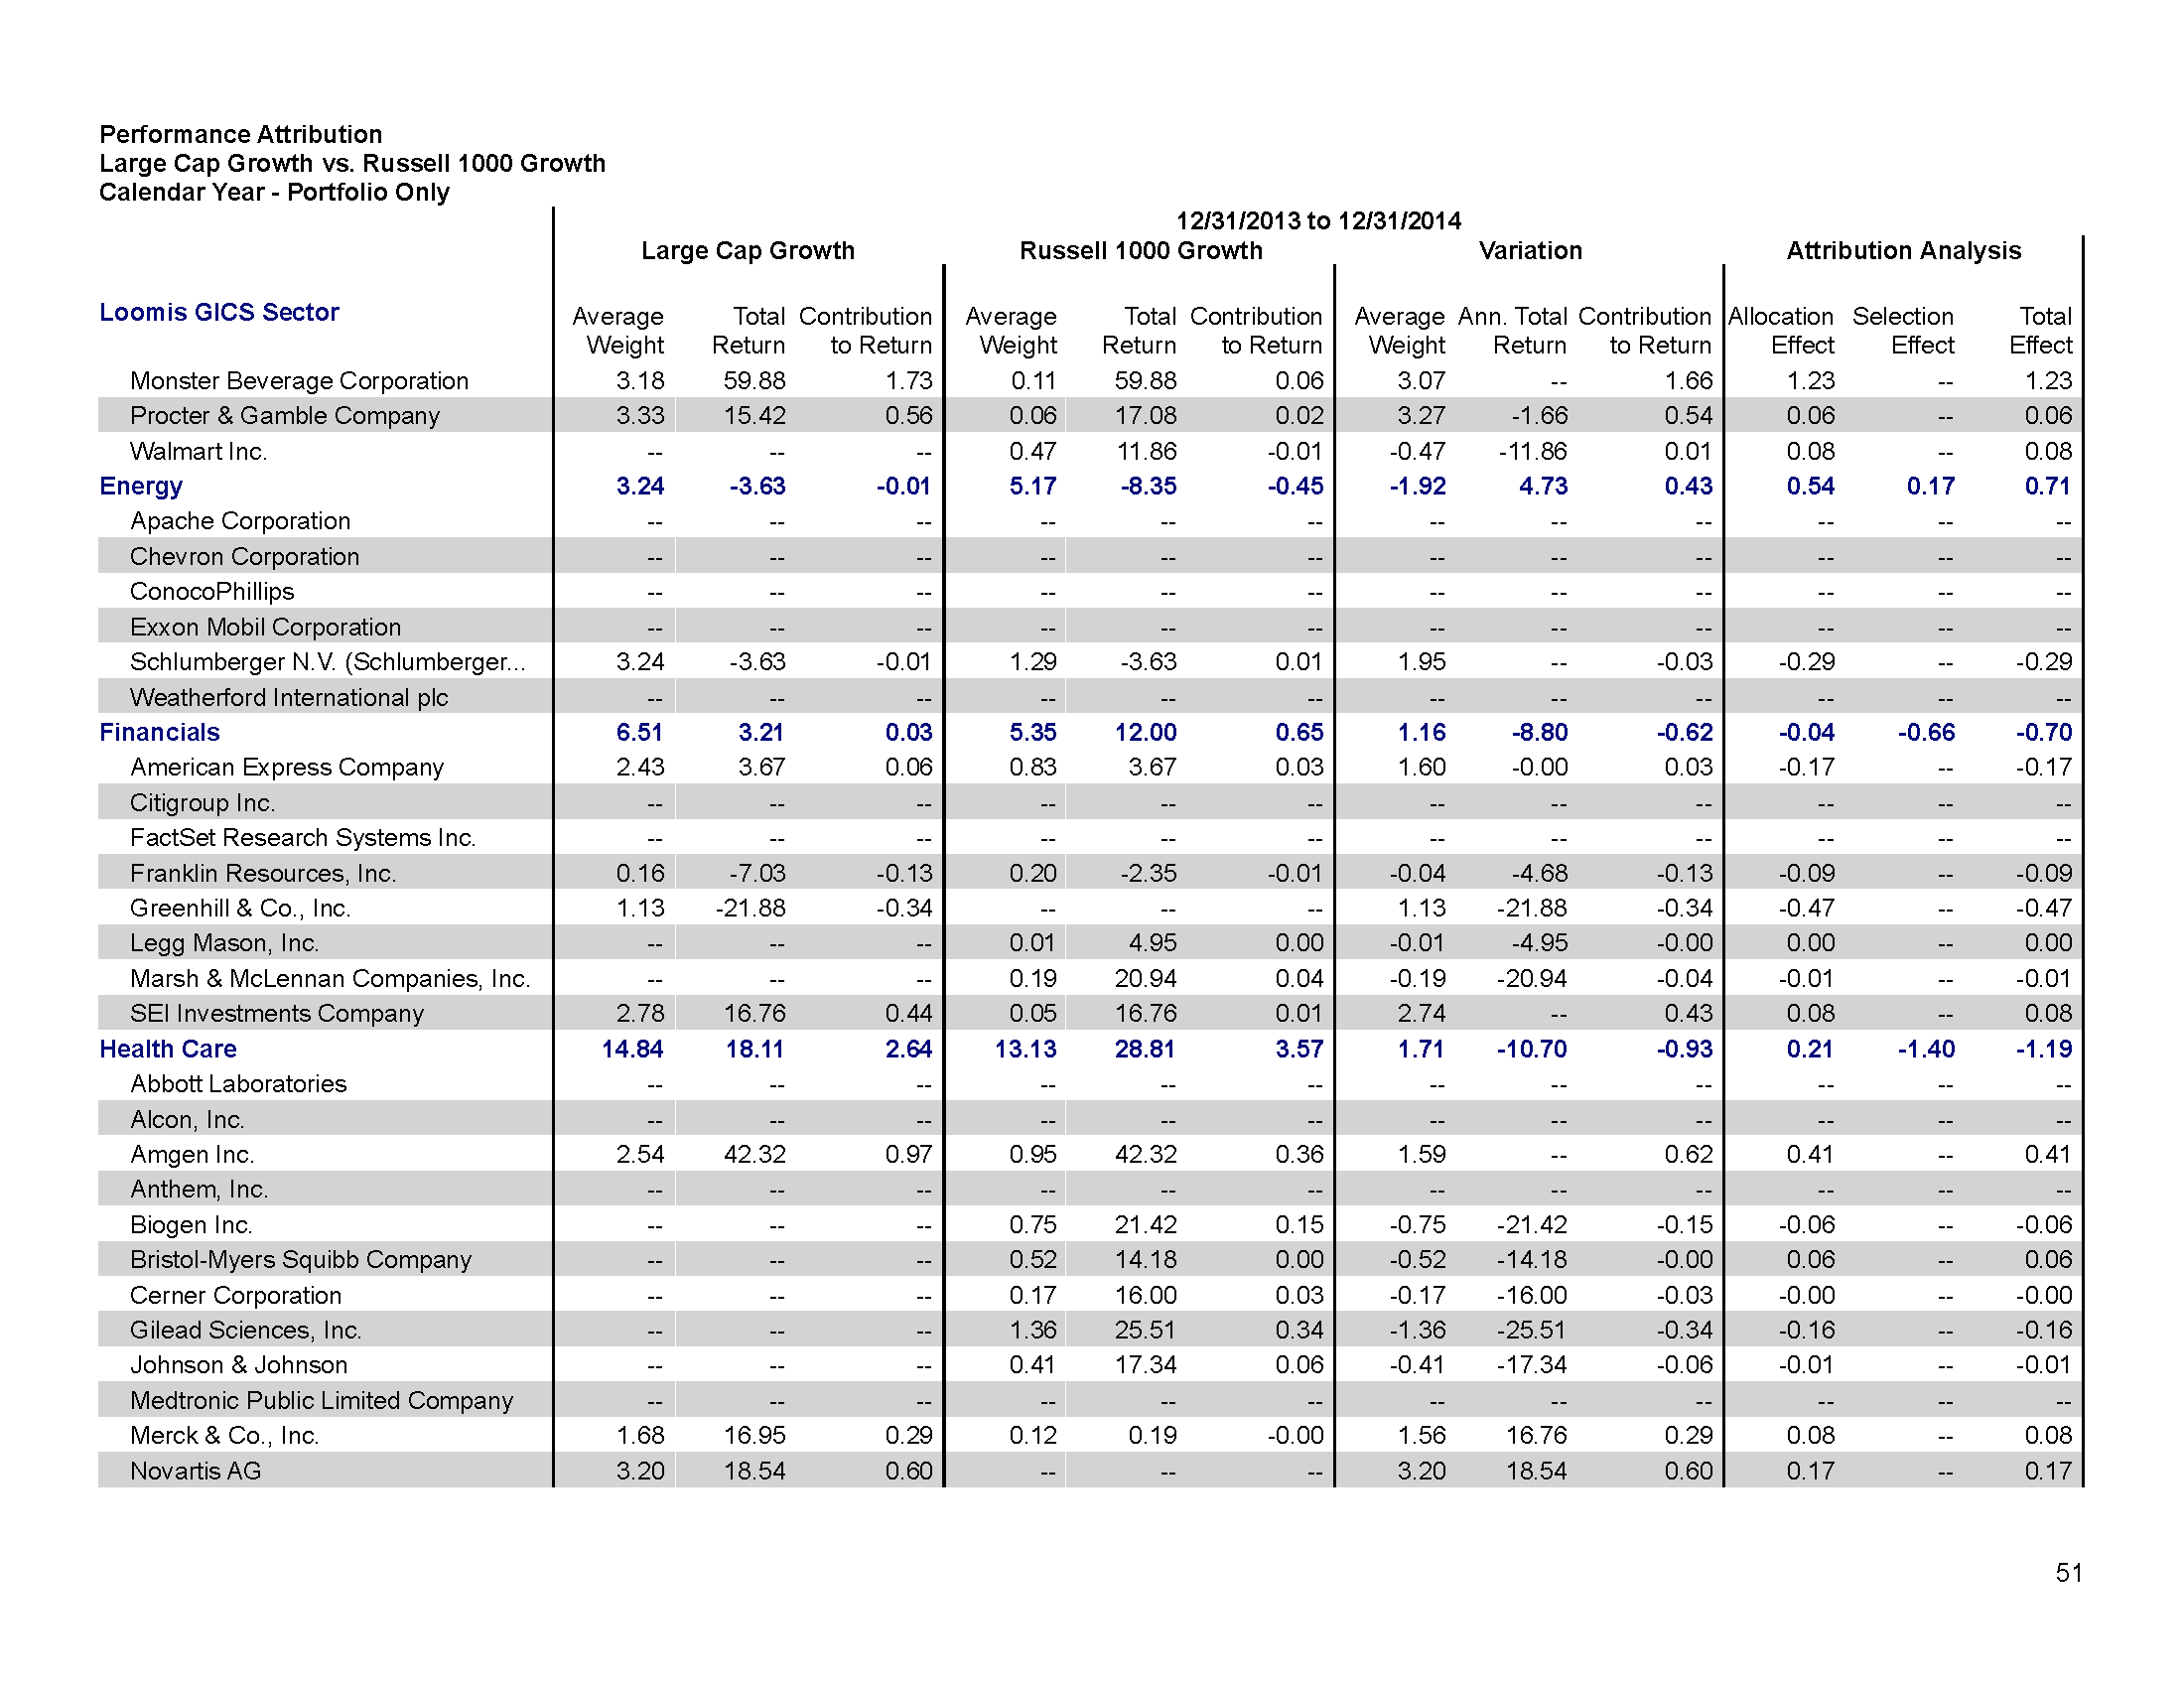 Performance Attribution
Large Cap Growth vs. Russell 1000 Growth
Calendar Year - Portfolio Only
12/31/2013 to 12/31/2014
Large Cap Growth Russell 1000 Growth Variation Attribution Analysis
Loomis GICS Sector Average Total Contribution Average Total Contribution Average Ann. Total Contribution Allocation Selection Total
Weight Return to Return Weight Return to Return Weight Return to Return Effect Effect Effect
Monster Beverage Corporation 3.18 59.88 1.73 0.11 59.88 0.06 3.07 -- 1.66 1.23 -- 1.23
Procter & Gamble Company 3.33 15.42 0.56 0.06 17.08 0.02 3.27 -1.66 0.54 0.06 -- 0.06
Walmart Inc. -- -- -- 0.47 11.86 -0.01 -0.47 -11.86 0.01 0.08 -- 0.08
Energy 3.24 -3.63 -0.01 5.17 -8.35 -0.45 -1.92 4.73 0.43 0.54 0.17 0.71
Apache Corporation -- -- -- -- -- -- -- -- -- -- -- --
Chevron Corporation -- -- -- -- -- -- -- -- -- -- -- --
ConocoPhillips -- -- -- -- -- -- -- -- -- -- -- --
Exxon Mobil Corporation -- -- -- -- -- -- -- -- -- -- -- --
Schlumberger N.V. (Schlumberger... 3.24 -3.63 -0.01 1.29 -3.63 0.01 1.95 -- -0.03 -0.29 -- -0.29
Weatherford International plc -- -- -- -- -- -- -- -- -- -- -- --
Financials 6.51 3.21 0.03 5.35 12.00 0.65 1.16 -8.80 -0.62 -0.04 -0.66 -0.70
American Express Company 2.43 3.67 0.06 0.83 3.67 0.03 1.60 -0.00 0.03 -0.17 -- -0.17
Citigroup Inc. -- -- -- -- -- -- -- -- -- -- -- --
FactSet Research Systems Inc. -- -- -- -- -- -- -- -- -- -- -- --
Franklin Resources, Inc. 0.16 -7.03 -0.13 0.20 -2.35 -0.01 -0.04 -4.68 -0.13 -0.09 -- -0.09
Greenhill & Co., Inc. 1.13 -21.88 -0.34 -- -- -- 1.13 -21.88 -0.34 -0.47 -- -0.47
Legg Mason, Inc. -- -- -- 0.01 4.95 0.00 -0.01 -4.95 -0.00 0.00 -- 0.00
Marsh & McLennan Companies, Inc. -- -- -- 0.19 20.94 0.04 -0.19 -20.94 -0.04 -0.01 -- -0.01
SEI Investments Company 2.78 16.76 0.44 0.05 16.76 0.01 2.74 -- 0.43 0.08 -- 0.08
Health Care 14.84 18.11 2.64 13.13 28.81 3.57 1.71 -10.70 -0.93 0.21 -1.40 -1.19
Abbott Laboratories -- -- -- -- -- -- -- -- -- -- -- --
Alcon, Inc. -- -- -- -- -- -- -- -- -- -- -- --
Amgen Inc. 2.54 42.32 0.97 0.95 42.32 0.36 1.59 -- 0.62 0.41 -- 0.41
Anthem, Inc. -- -- -- -- -- -- -- -- -- -- -- --
Biogen Inc. -- -- -- 0.75 21.42 0.15 -0.75 -21.42 -0.15 -0.06 -- -0.06
Bristol-Myers Squibb Company -- -- -- 0.52 14.18 0.00 -0.52 -14.18 -0.00 0.06 -- 0.06
Cerner Corporation -- -- -- 0.17 16.00 0.03 -0.17 -16.00 -0.03 -0.00 -- -0.00
Gilead Sciences, Inc. -- -- -- 1.36 25.51 0.34 -1.36 -25.51 -0.34 -0.16 -- -0.16
Johnson & Johnson -- -- -- 0.41 17.34 0.06 -0.41 -17.34 -0.06 -0.01 -- -0.01
Medtronic Public Limited Company -- -- -- -- -- -- -- -- -- -- -- --
Merck & Co., Inc. 1.68 16.95 0.29 0.12 0.19 -0.00 1.56 16.76 0.29 0.08 -- 0.08
Novartis AG 3.20 18.54 0.60 -- -- -- 3.20 18.54 0.60 0.17 -- 0.17
51